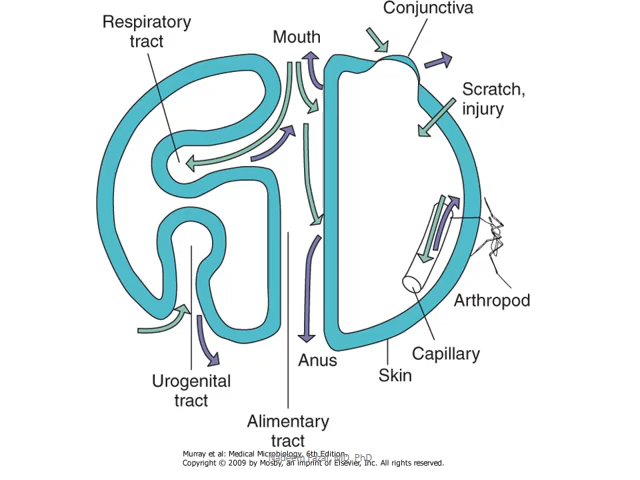 Conjunctiva
Respiratory
tract
Mouth
Scratch,
injury
Arthropod
Capillary
Anus
Skin
Urogenital
tract
Alimentary
tract
Murray et al: Medical Microbiology, 6th Edition.
Copyright © 2009 by Mosby, an imprint of Elsevier, Inc. All rights reserved.